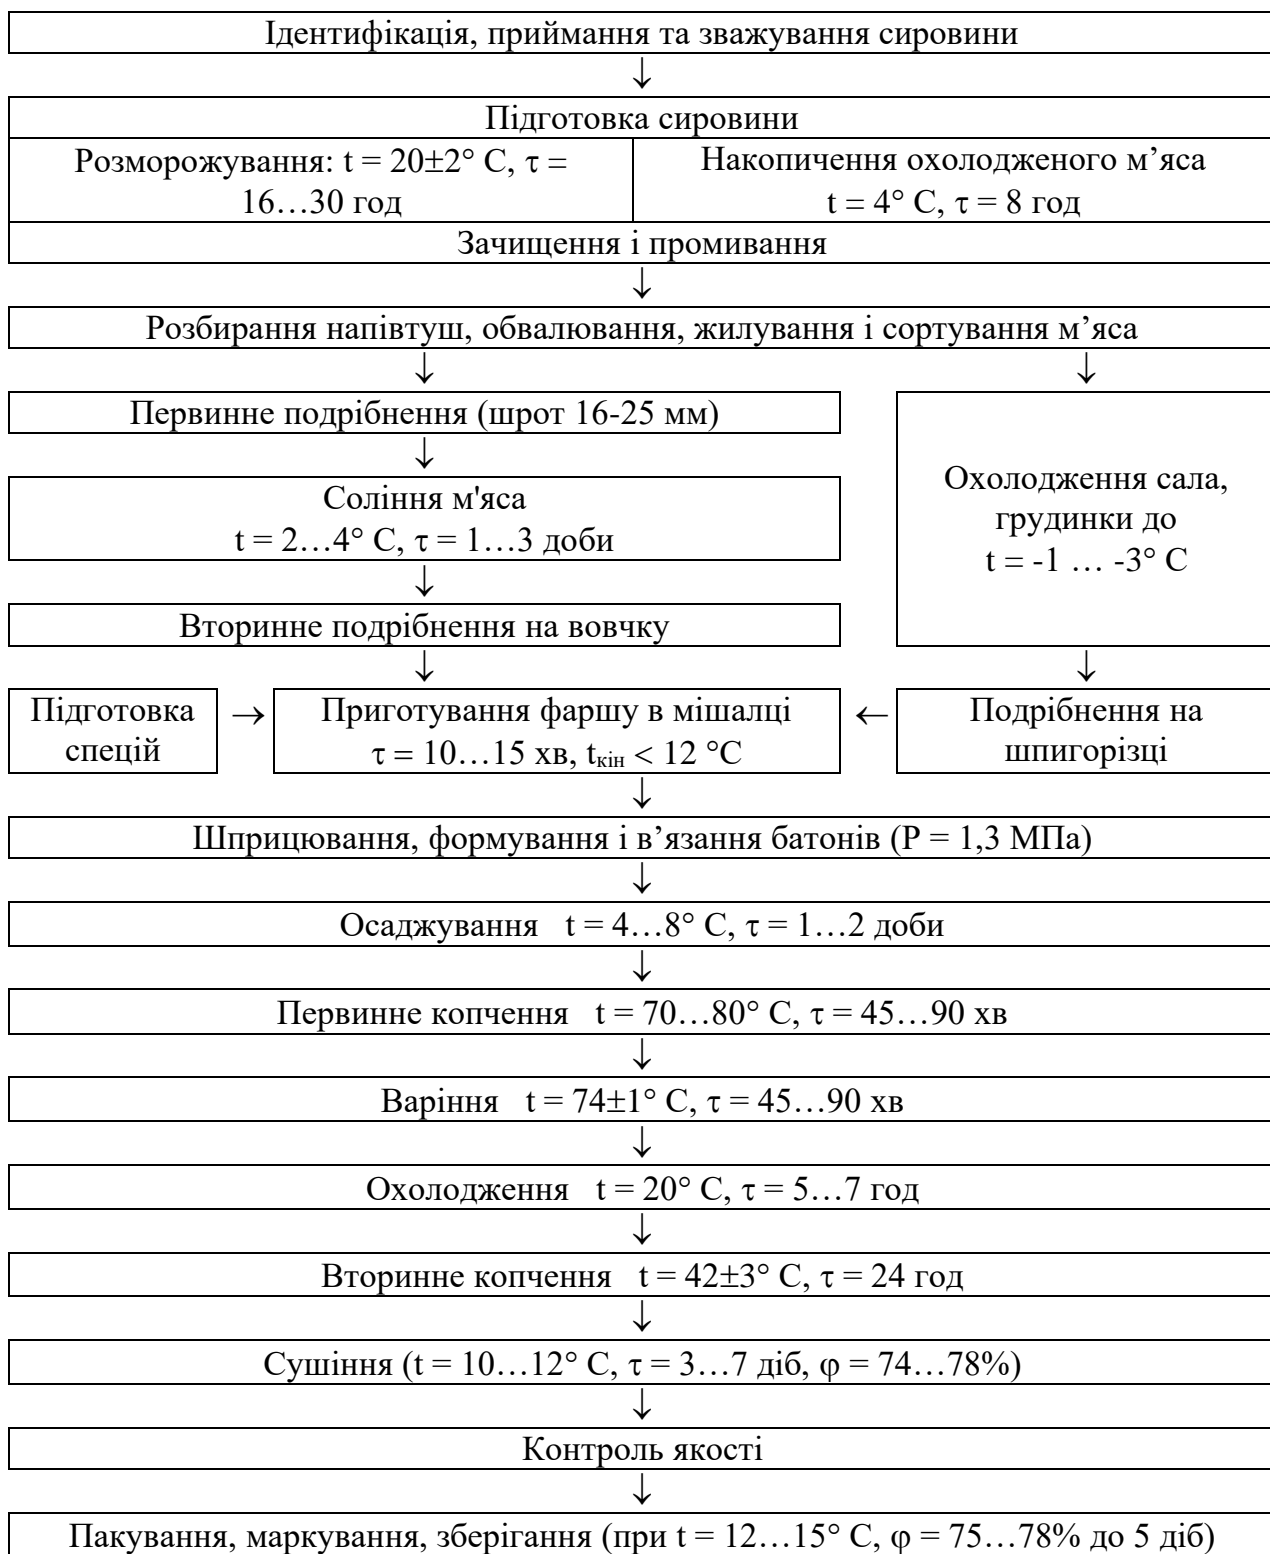 Ідентифікація, приймання та зважування сировини
↓
Підготовка сировини
Розморожування: t = 20±2° C, τ =
16…30 год
Накопичення охолодженого м’яса
t = 4° C, τ = 8 год
Зачищення і промивання
↓
Розбирання напівтуш, обвалювання, жилування і сортування м’яса
↓
↓
Первинне подрібнення (шрот 16-25 мм)
↓
Соління м'яса
t = 2…4° C, τ = 1…3 доби
↓
Вторинне подрібнення на вовчку
↓
Охолодження сала,
грудинки до
t = -1 … -3° C
↓
Підготовка
спецій
→
Приготування фаршу в мішалці
τ = 10…15 хв, tкін < 12 °C
←
Подрібнення на
шпигорізці
↓
Шприцювання, формування і в’язання батонів (Р = 1,3 МПа)
↓
Осаджування t = 4…8° C, τ = 1…2 доби
↓
Первинне копчення t = 70…80° C, τ = 45…90 хв
↓
Варіння t = 74±1° C, τ = 45…90 хв
↓
Охолодження t = 20° C, τ = 5…7 год
↓
Вторинне копчення t = 42±3° C, τ = 24 год
↓
Сушіння (t = 10…12° C, τ = 3…7 діб, φ = 74…78%)
↓
Контроль якості
↓
Пакування, маркування, зберігання (при t = 12…15° C, φ = 75…78% до 5 діб)